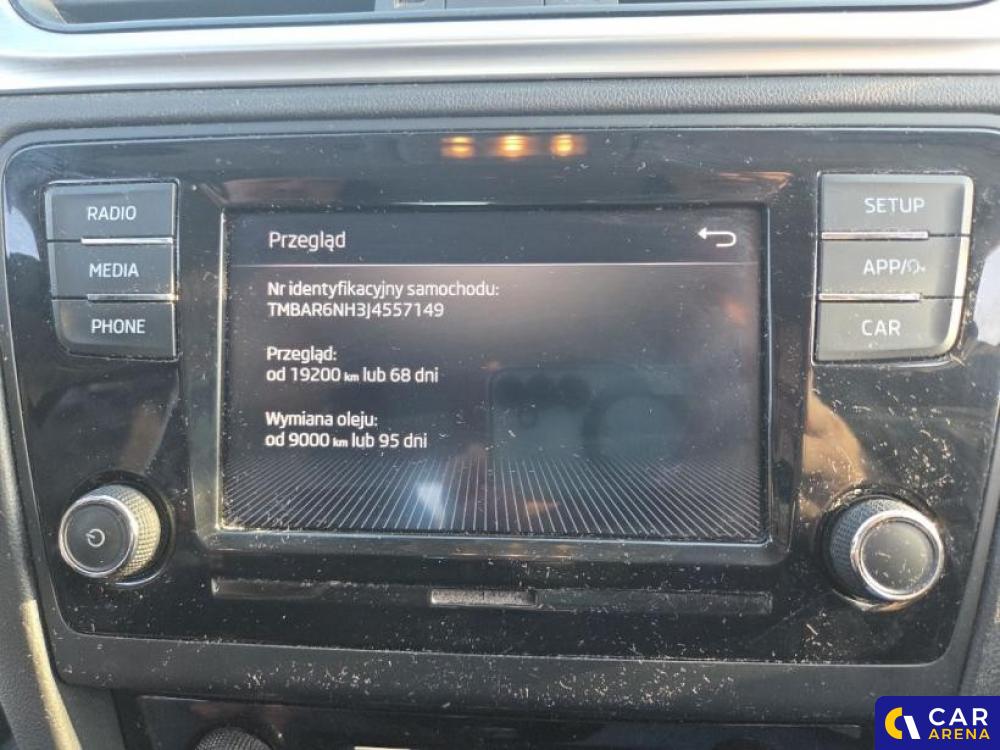 RADIO
MEDIA
PHONE
Przegląd
Nr identyfikacyjny samochodu:
TMBAR6NH3J4557149
Przegląd:
od 19200 km lub 68 dni
Wymiana oleju:
od 9000 km lub 95 dni
SETUP
APP/
CAR
CAR
ARENA